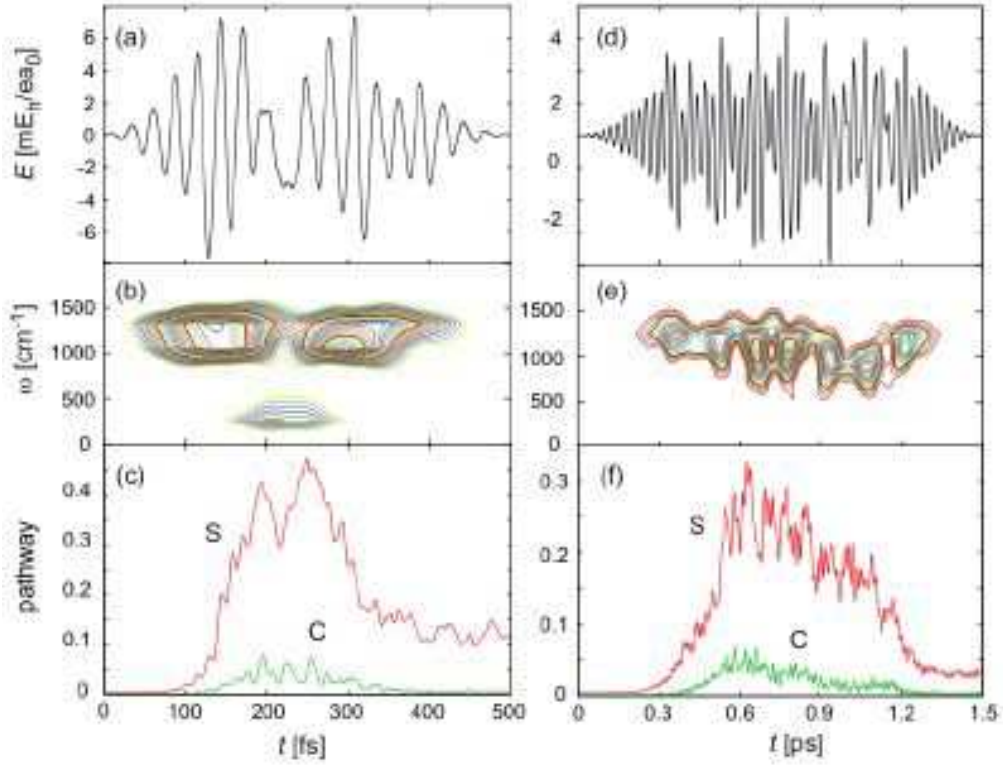 (a)
6
4
2
0
-2
-4
-6
E [mE_h/ea_0]
(d)
4
2
0
-2
(b)
1500
1000
500
0
ω [cm⁻¹]
(e)
1500
1000
500
0
(c)
S
C
0.4
0.3
0.2
0.1
0
pathway
0 100 200 300 400 500
t [fs]
(f)
S
C
0.3
0.2
0.1
0
0 0.3 0.6 0.9 1.2 1.5
t [ps]